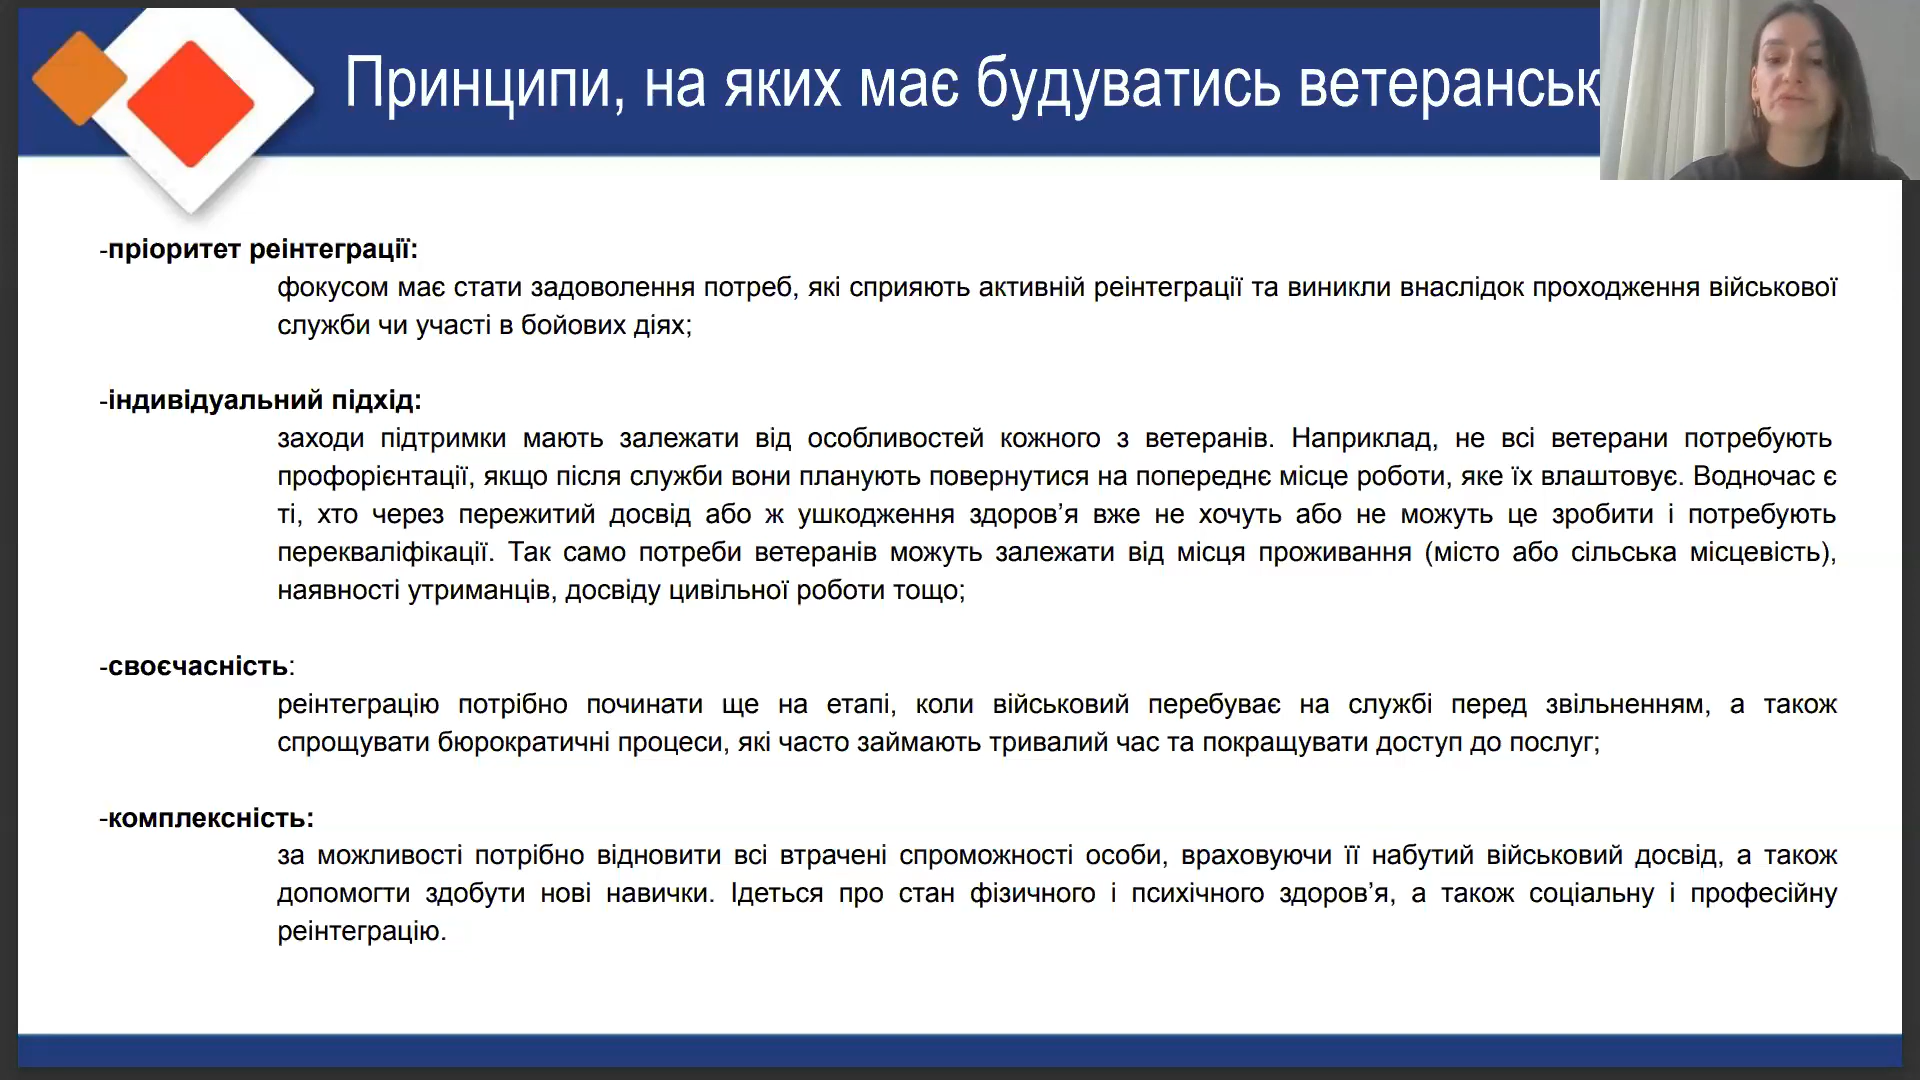 Принципи, на яких має будуватись
-пріоритет реінтеграції:
фокусом має стати задоволення потреб, які сприяють активній реінтеграції та виникли внаслідок проходження військової
служби чи участі в бойових діях;
-індивідуальний підхід:
заходи підтримки мають залежати від особливостей кожного з ветеранів. Наприклад, не всі ветерани потребують
профорієнтації, якщо після служби вони планують повернутися на попереднє місце роботи, яке їх влаштовує. Водночас є
ті, хто через пережитий досвід або ж ушкодження здоров’я вже не хочуть або не можуть це зробити і потребують
перекваліфікації. Так само потреби ветеранів можуть залежати від місця проживання (місто або сільська місцевість),
наявності утриманців, досвіду цивільної роботи тощо;
-своєчасність:
реінтеграцію потрібно починати ще на етапі, коли військовий перебуває на службі перед звільненням, а також
спрощувати бюрократичні процеси, які часто займають тривалий час та покращувати доступ до послуг;
-комплексність:
за можливості потрібно відновити всі втрачені спроможності особи, враховуючи її набутий військовий досвід, а також
допомогти здобути нові навички. Ідеться про стан фізичного і психічного здоров’я, а також соціальну і професійну
реінтеграцію.